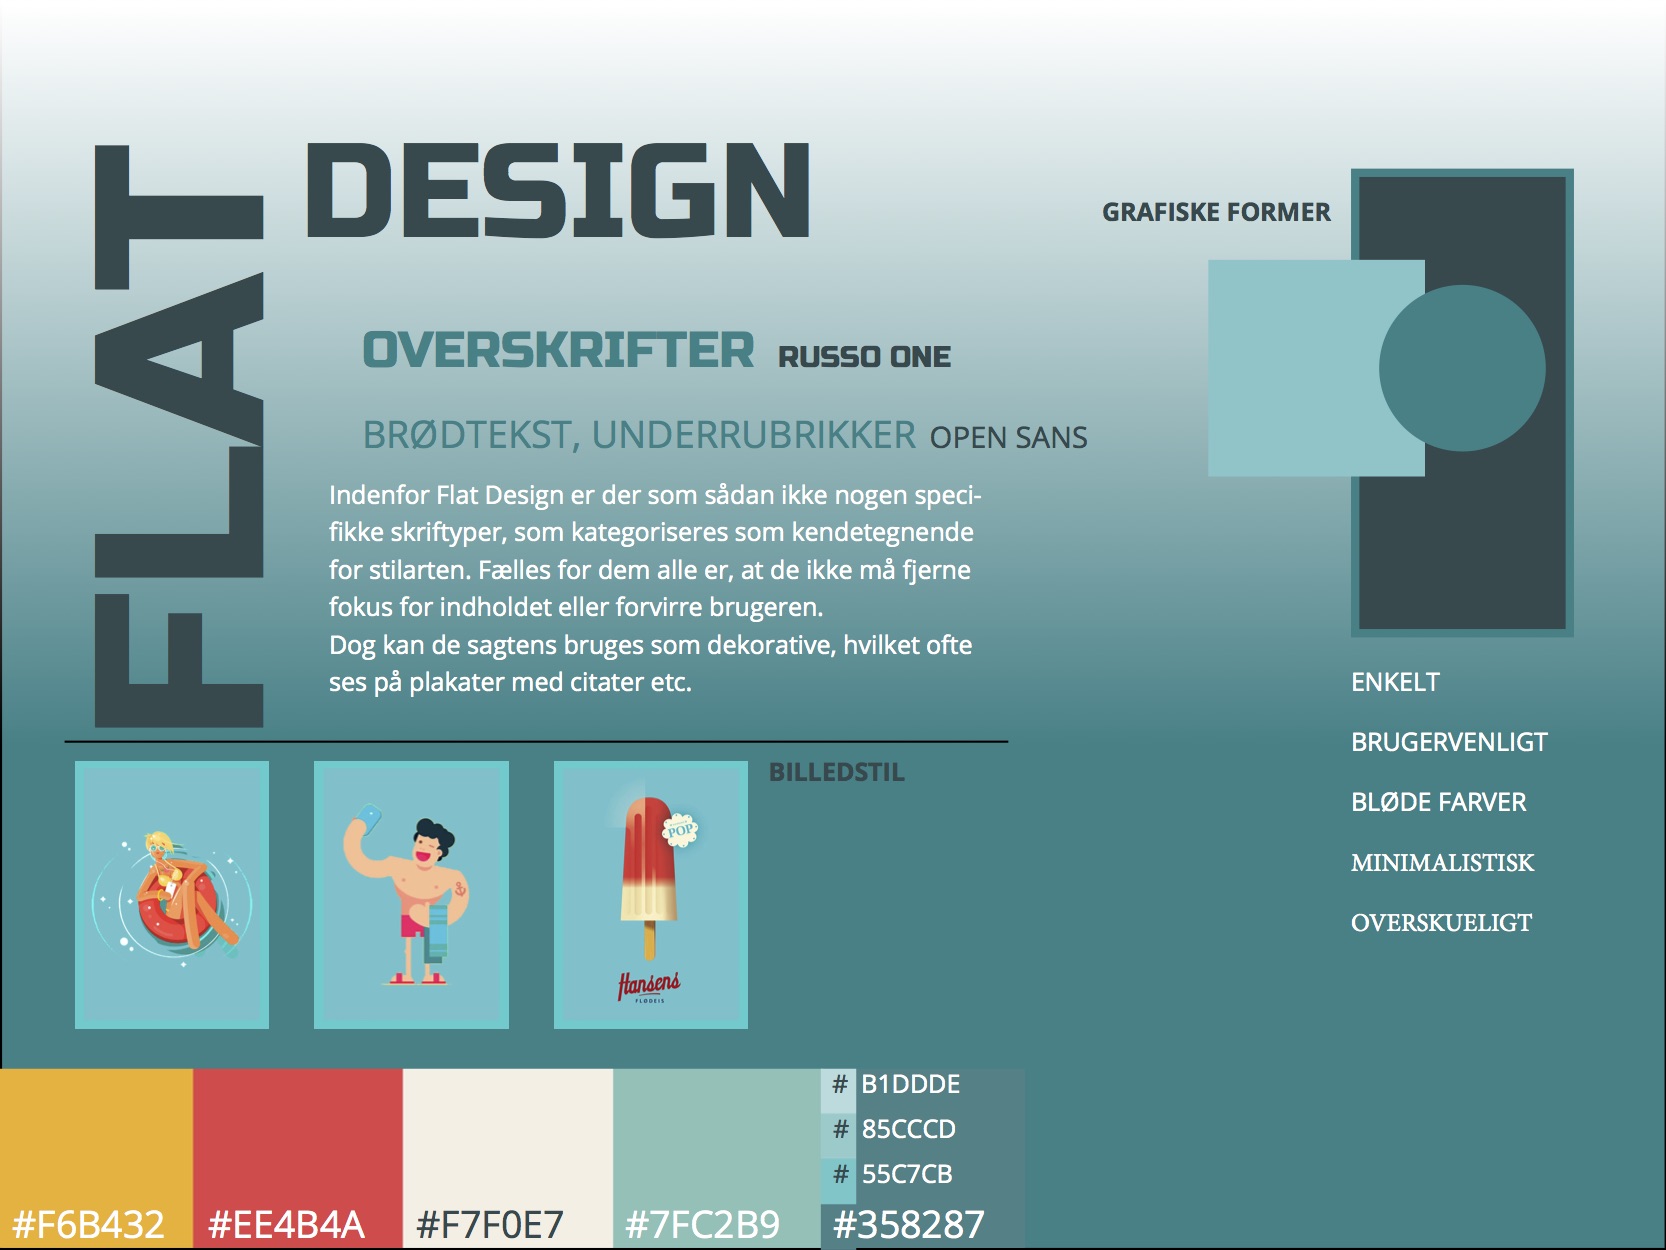 FLAT
DESIGN
GRAFISKE FORMER
OVERSKRIFTER RUSSO ONE
BRØDTEKST, UNDERRUBRIKKER OPEN SANS
Indenfor Flat Design er der som sådan ikke nogen speci-
fikke skriftyper, som kategoriseres som kendetegnende
for stilarten. Fælles for dem alle er, at de ikke må fjerne
fokus for indholdet eller forvirre brugeren.
Dog kan de sagtens bruges som dekorative, hvilket ofte
ses på plakater med citater etc.
ENKELT
BRUGERVENLIGT
BLØDE FARVER
MINIMALISTISK
OVERSKUELIGT
BILLEDSTIL
POP
Hansens
FLØDEIS
#F6B432
#EE4B4A
#F7F0E7
#7FC2B9
# B1DDDE
# 85CCCD
# 55C7CB
#358287